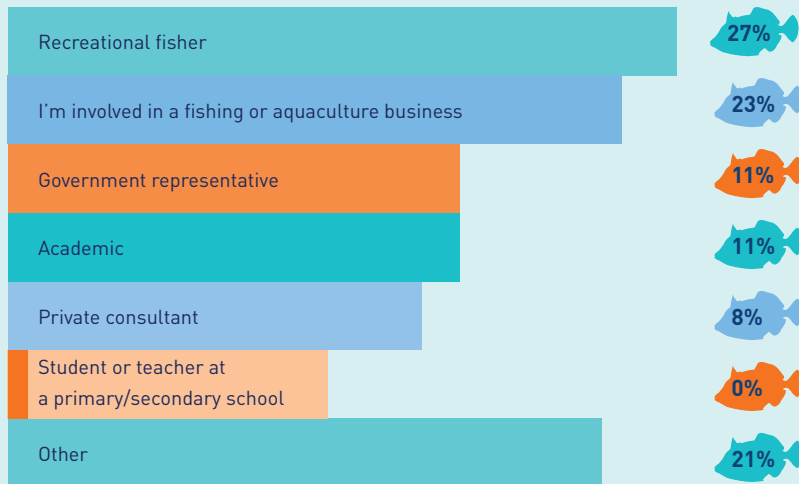 Recreational fisher 27%
I'm involved in a fishing or aquaculture business 23%
Government representative 11%
Academic 11%
Private consultant 8%
Student or teacher at
a primary/secondary school 0%
Other 21%